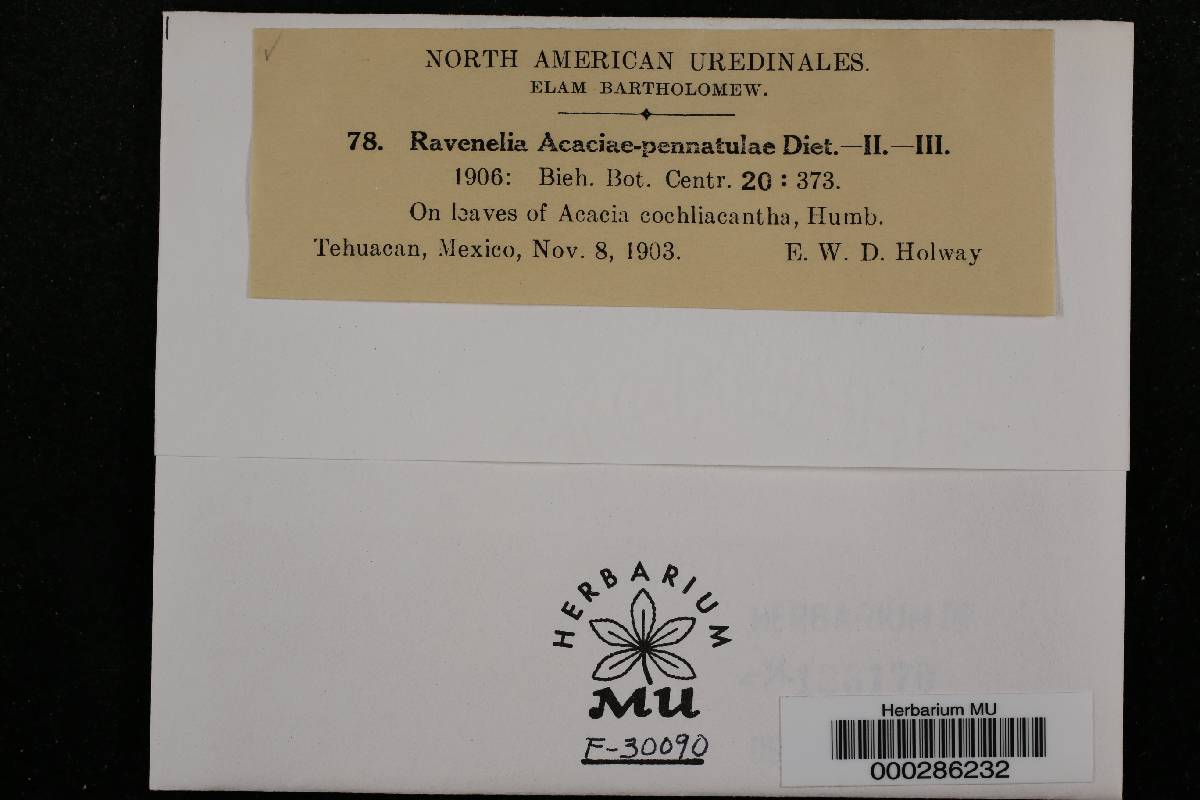 NORTH AMERICAN UREDINALES.
ELAM BARTHOLOMEW.
78. Ravenelia Acaciae-pennatulae Diet.—II.—III.
1906: Bieh. Bot. Centr. 20 : 373.
On leaves of Acacia cochliacantha, Humb.
Tehuacan, Mexico, Nov. 8, 1903. E. W. D. Holway
HERBARIUM
MU
F-30090
Herbarium MU
000286232